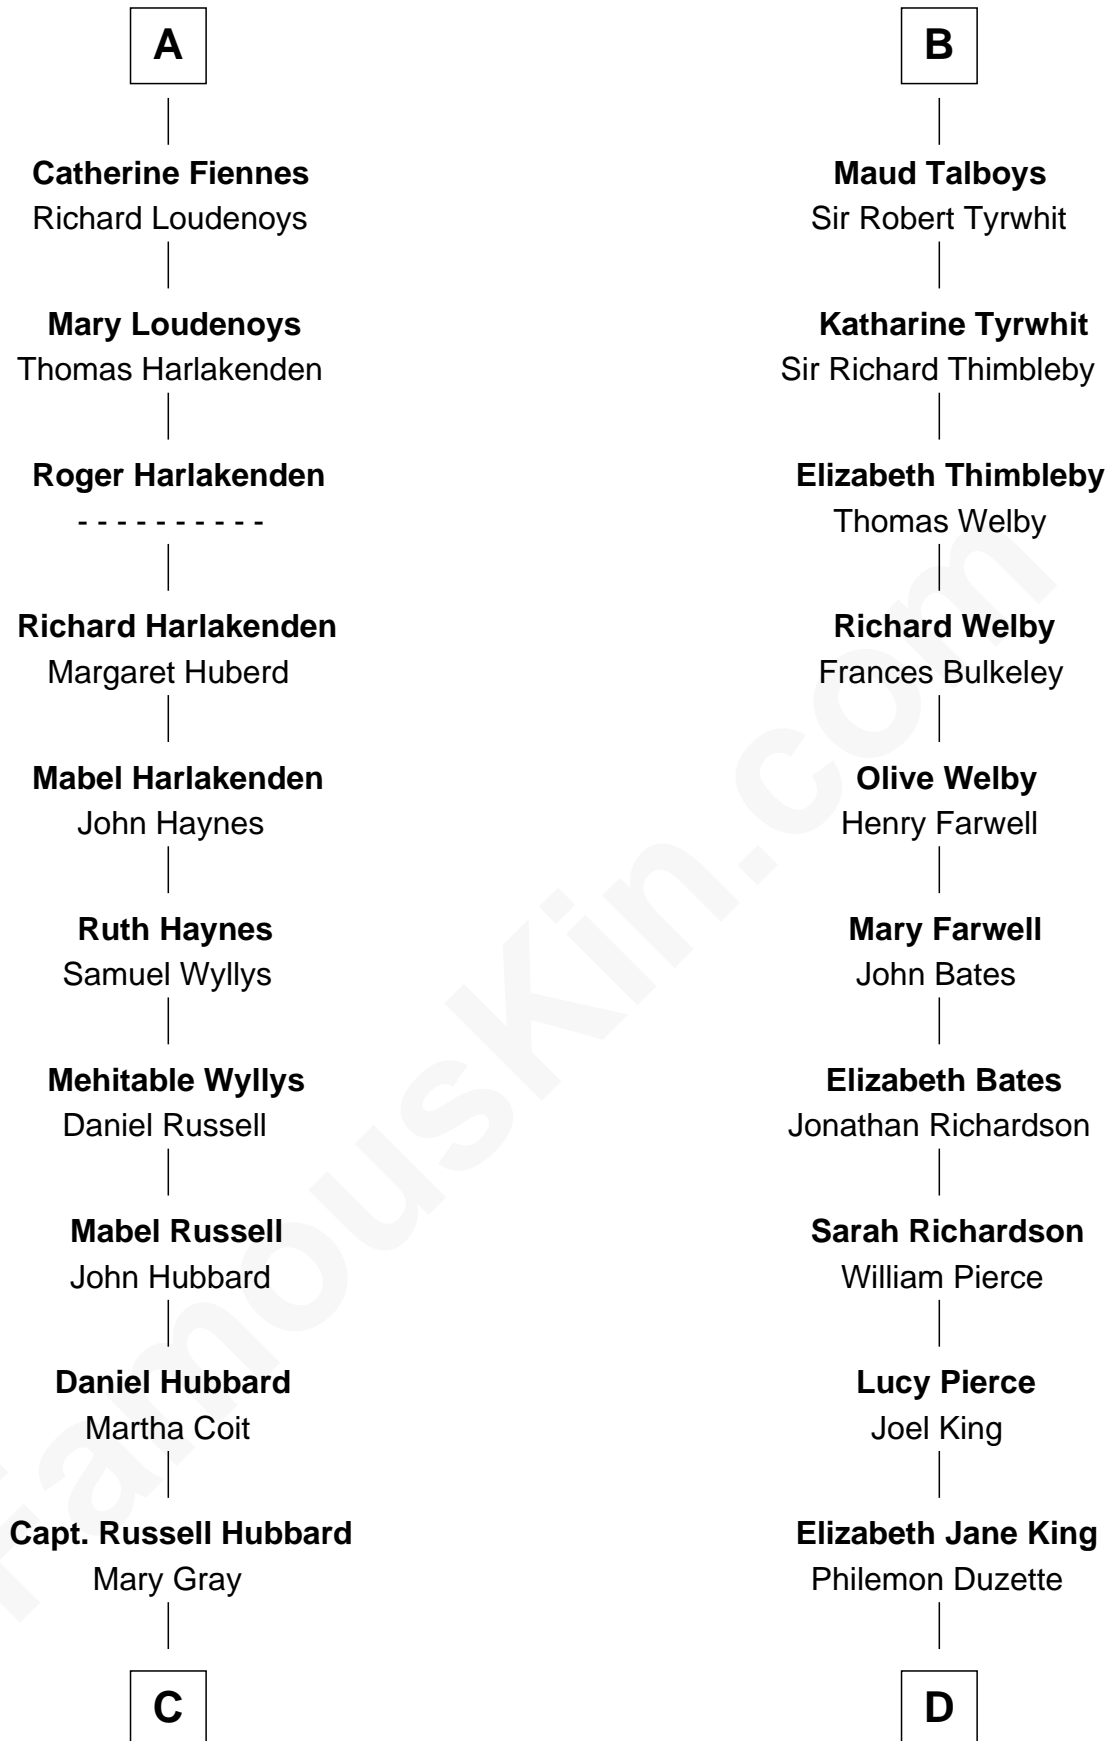 A
Catherine Fiennes
Richard Loudenoys
Mary Loudenoys
Thomas Harlakenden
Roger Harlakenden
- - - - - - - - - -
Richard Harlakenden
Margaret Huberd
Mabel Harlakenden
John Haynes
Ruth Haynes
Samuel Wyllys
Mehitable Wyllys
Daniel Russell
Mabel Russell
John Hubbard
Daniel Hubbard
Martha Coit
Capt. Russell Hubbard
Mary Gray
C
B
Maud Talboys
Sir Robert Tyrwhit
Katharine Tyrwhit
Sir Richard Thimbleby
Elizabeth Thimbleby
Thomas Welby
Richard Welby
Frances Bulkeley
Olive Welby
Henry Farwell
Mary Farwell
John Bates
Elizabeth Bates
Jonathan Richardson
Sarah Richardson
William Pierce
Lucy Pierce
Joel King
Elizabeth Jane King
Philemon Duzette
D
FamousKin.com